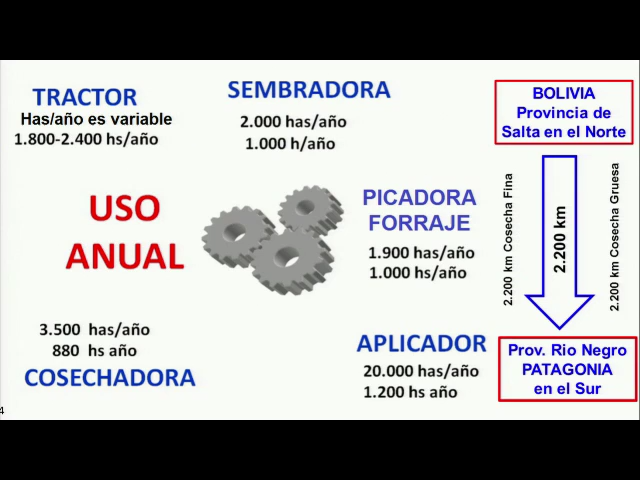 TRACTOR
Has/año es variable
1.800-2.400 hs/año
SEMBRADORA
2.000 has/año
1.000 h/año
BOLIVIA
Provincia de
Salta en el Norte
USO
ANUAL
PICADORA
FORRAJE
1.900 has/año
1.000 hs/año
2.200 km Cosecha Fina
2.200 km
2.200 km Cosecha Gruesa
3.500 has/año
880 hs año
COSECHADORA
APLICADOR
20.000 has/año
1.200 hs año
Prov. Rio Negro
PATAGONIA
en el Sur
4